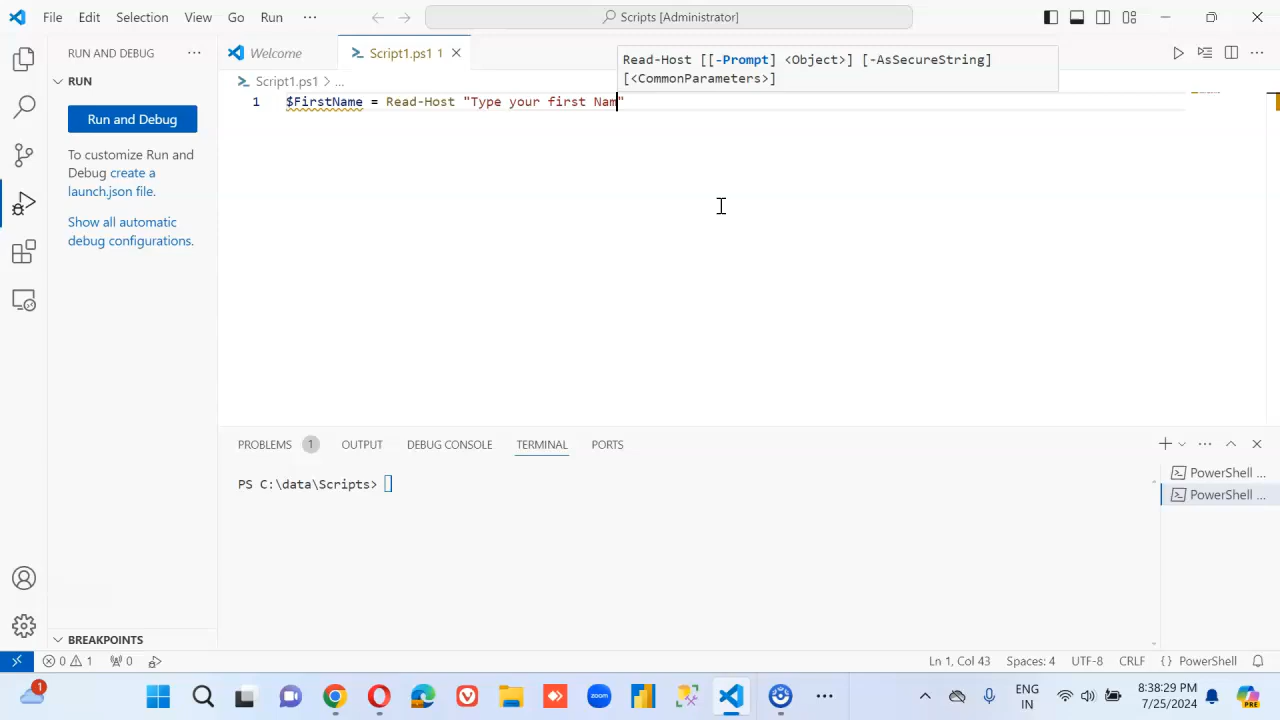 File Edit Selection View Go Run ··· Scripts [Administrator]
RUN AND DEBUG ···
Welcome
Script1.ps1 1
Read-Host [[-Prompt] <Object>] [-AsSecureString]
[<CommonParameters>]
RUN
Script1.ps1 > ...
1 $FirstName = Read-Host "Type your first Nam"
Run and Debug
To customize Run and
Debug create a
launch.json file.
Show all automatic
debug configurations.
PROBLEMS 1 OUTPUT DEBUG CONSOLE TERMINAL PORTS
PS C:\data\Scripts>
PowerShell ...
PowerShell ...
BREAKPOINTS
0 1 0
Ln 1, Col 43 Spaces: 4 UTF-8 CRLF {} PowerShell
1
zoom
ENG
IN
8:38:29 PM
7/25/2024
PRE